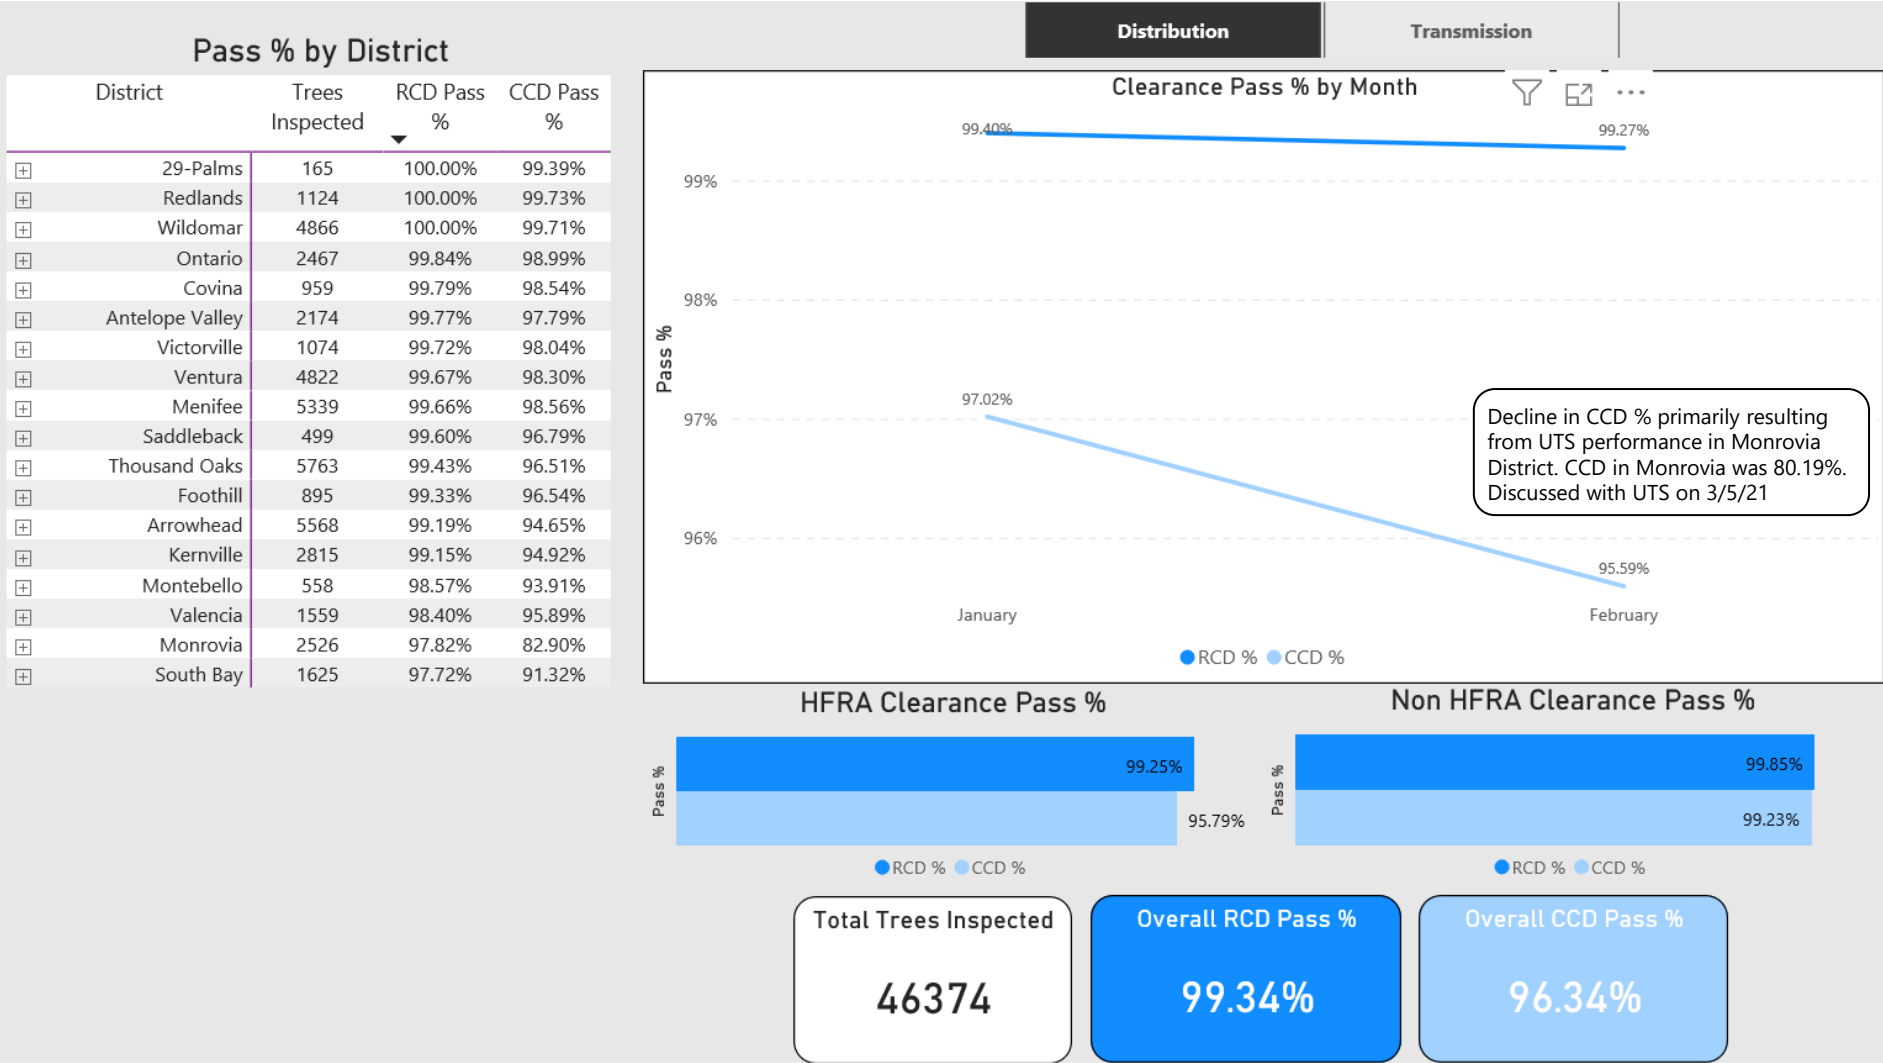 Distribution
Transmission
Pass % by District
District Trees Inspected RCD Pass % CCD Pass %
29-Palms 165 100.00% 99.39%
Redlands 1124 100.00% 99.73%
Wildomar 4866 100.00% 99.71%
Ontario 2467 99.84% 98.99%
Covina 959 99.79% 98.54%
Antelope Valley 2174 99.77% 97.79%
Victorville 1074 99.72% 98.04%
Ventura 4822 99.67% 98.30%
Menifee 5339 99.66% 98.56%
Saddleback 499 99.60% 96.79%
Thousand Oaks 5763 99.43% 96.51%
Foothill 895 99.33% 96.54%
Arrowhead 5568 99.19% 94.65%
Kernville 2815 99.15% 94.92%
Montebello 558 98.57% 93.91%
Valencia 1559 98.40% 95.89%
Monrovia 2526 97.82% 82.90%
South Bay 1625 97.72% 91.32%
Clearance Pass % by Month
99.40%
99.27%
99%
98%
Pass %
97.02%
97%
Decline in CCD % primarily resulting
from UTS performance in Monrovia
District. CCD in Monrovia was 80.19%.
Discussed with UTS on 3/5/21
96%
95.59%
January
February
RCD % CCD %
HFRA Clearance Pass %
Pass %
99.25%
95.79%
RCD % CCD %
Non HFRA Clearance Pass %
Pass %
99.85%
99.23%
RCD % CCD %
Total Trees Inspected
46374
Overall RCD Pass %
99.34%
Overall CCD Pass %
96.34%